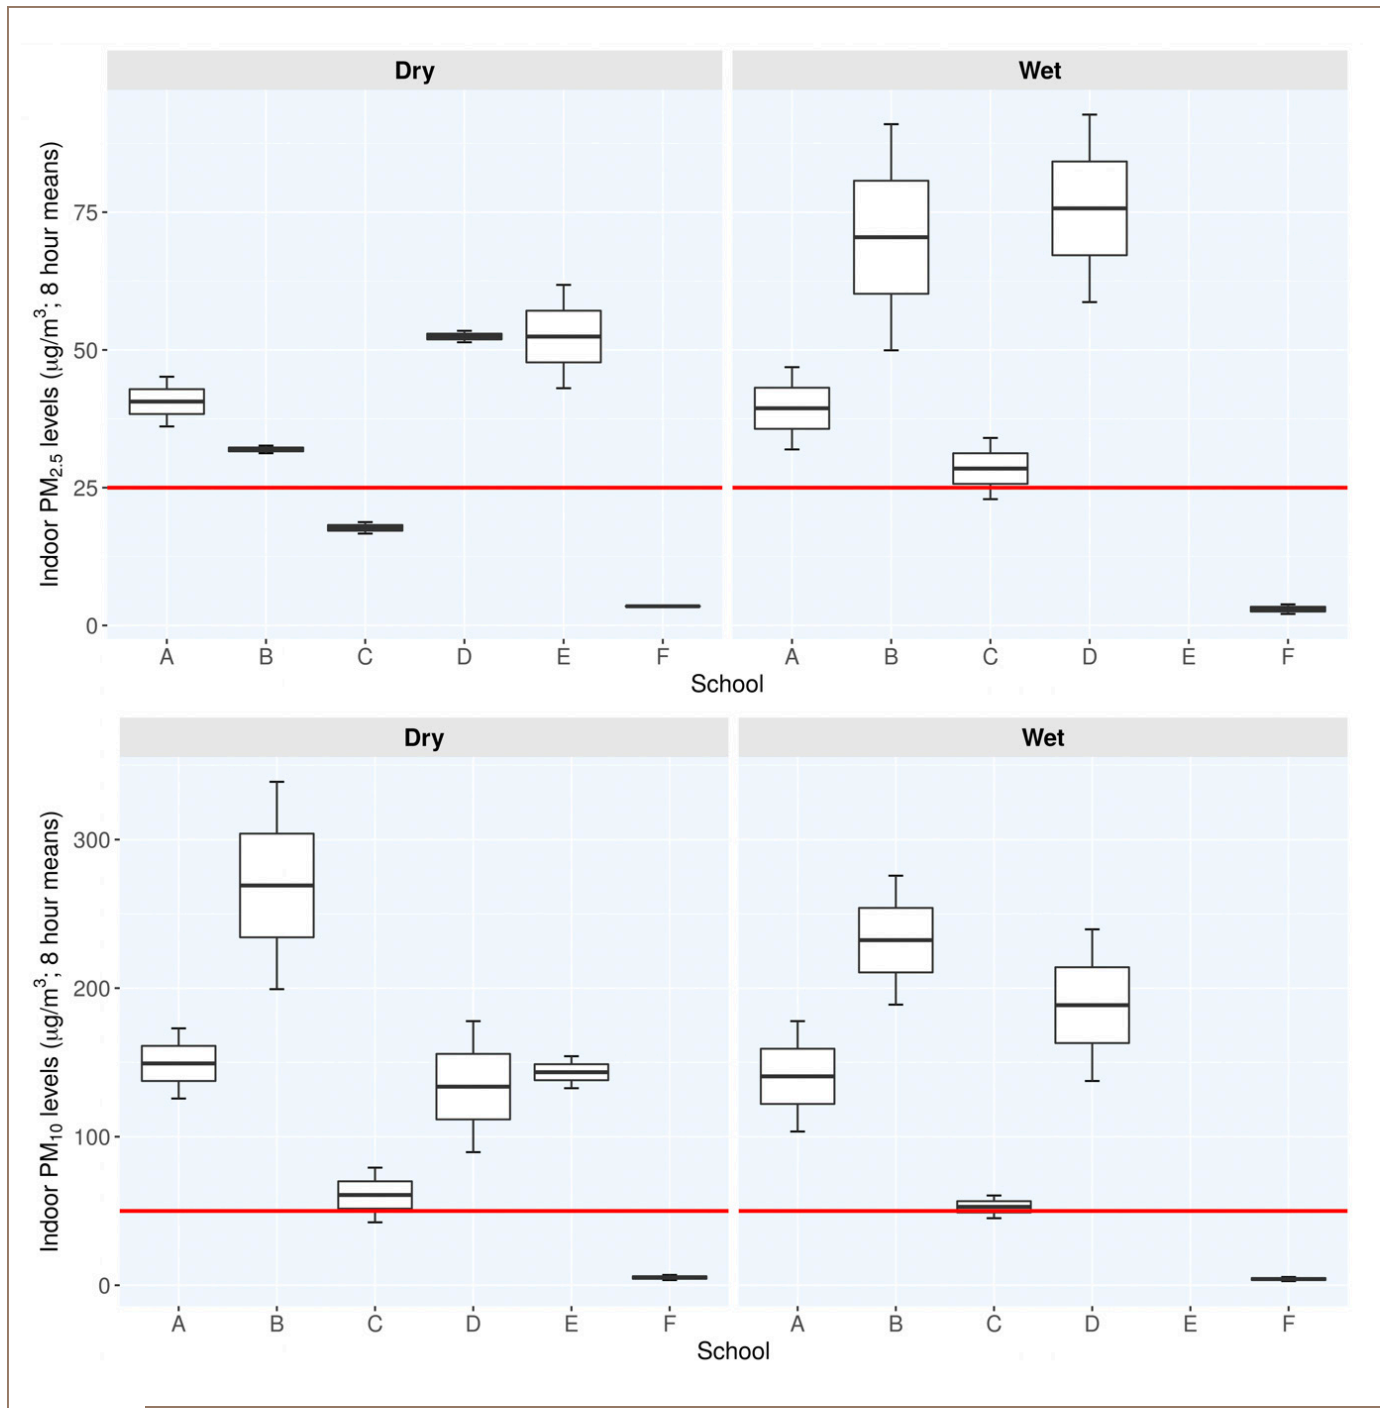 Dry Wet
Indoor PM2.5 levels (µg/m3; 8 hour means)
75
50
25
0
A B C D E F A B C D E F
School
Dry Wet
Indoor PM10 levels (µg/m3; 8 hour means)
300
200
100
0
A B C D E F A B C D E F
School